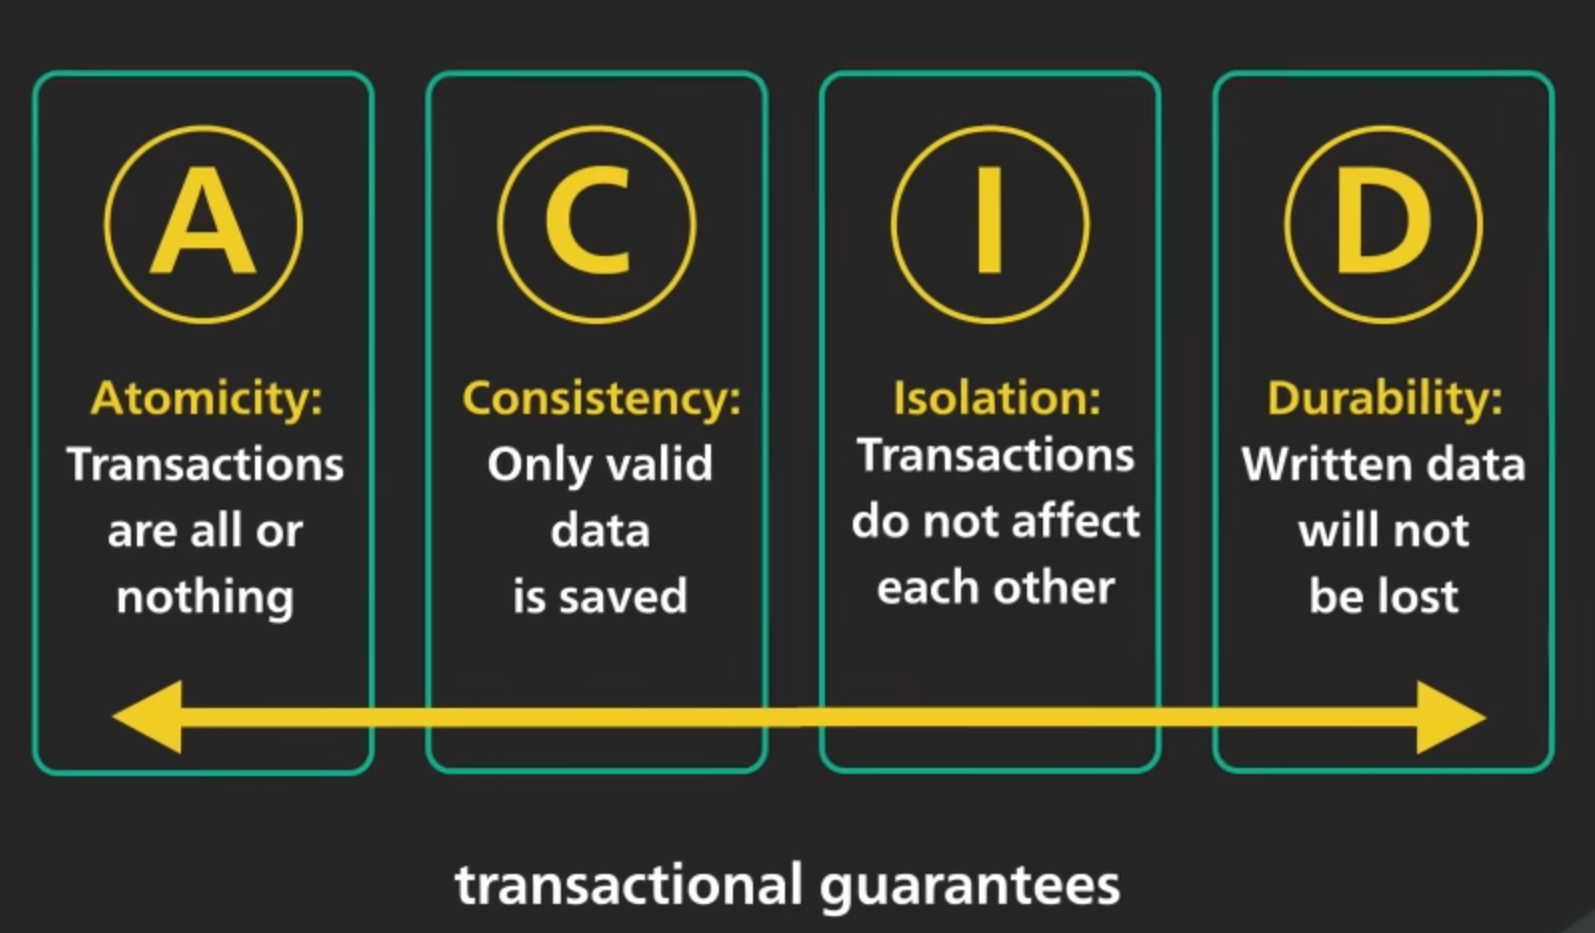 A
Atomicity:
Transactions
are all or
nothing
C
Consistency:
Only valid
data
is saved
I
Isolation:
Transactions
do not affect
each other
D
Durability:
Written data
will not
be lost
transactional guarantees